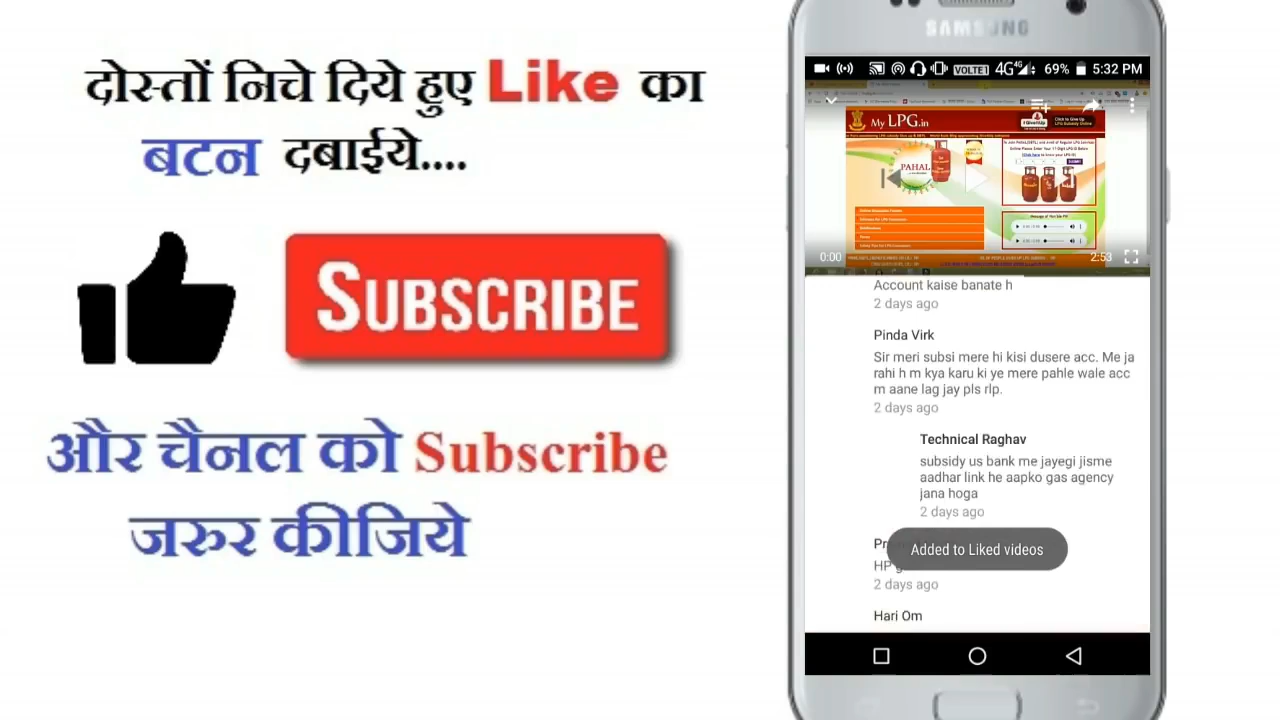 दोस्तों निचे दिये हुए Like का
बटन दबाईये....
SUBSCRIBE
और चैनल को Subscribe
जरुर कीजिये
SAMSUNG
VOLTE1 4G 4G 69% 5:32 PM
My LPG.in
PAHAL
0:00 2:53
Account kaise banate h
2 days ago
Pinda Virk
Sir meri subsi mere hi kisi dusere acc. Me ja
rahi h m kya karu ki ye mere pahle wale acc
m aane lag jay pls rlp.
2 days ago
Technical Raghav
subsidy us bank me jayegi jisme
aadhar link he aapko gas agency
jana hoga
2 days ago
Added to Liked videos
HP
2 days ago
Hari Om